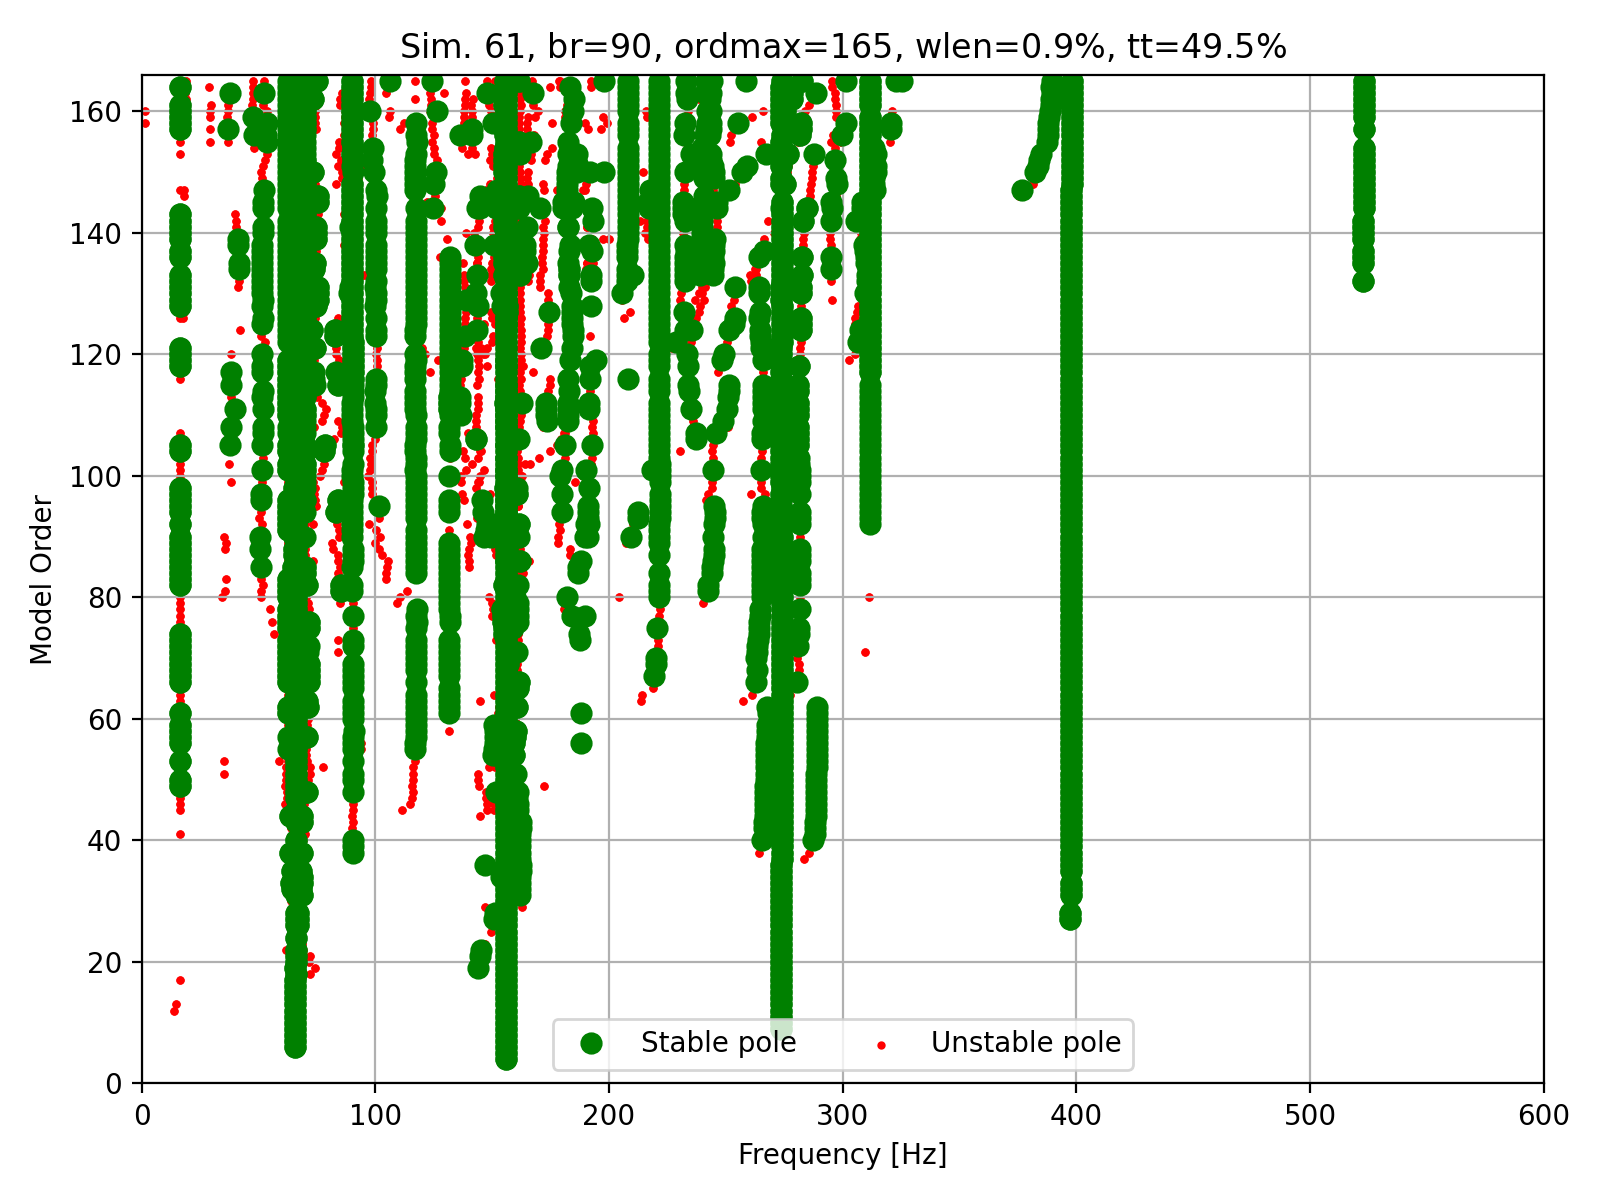 Sim. 61, br=90, ordmax=165, wlen=0.9%, tt=49.5%
160
140
120
100
80
60
40
20
0
Model Order
Stable pole
Unstable pole
0 100 200 300 400 500 600
Frequency [Hz]